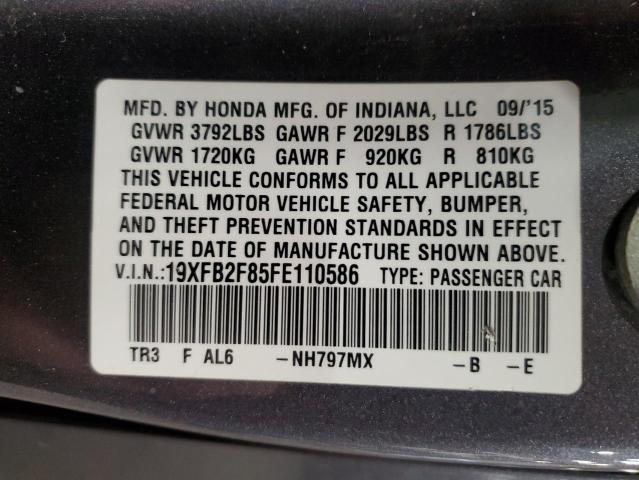 MFD. BY HONDA MFG. OF INDIANA, LLC 09/'15
GVWR 3792LBS GAWR F 2029LBS R 1786LBS
GVWR 1720KG GAWR F 920KG R 810KG
THIS VEHICLE CONFORMS TO ALL APPLICABLE
FEDERAL MOTOR VEHICLE SAFETY, BUMPER,
AND THEFT PREVENTION STANDARDS IN EFFECT
ON THE DATE OF MANUFACTURE SHOWN ABOVE.
V.I.N.:19XFB2F85FE110586 TYPE: PASSENGER CAR
TR3 F AL6 -NH797MX -B -E